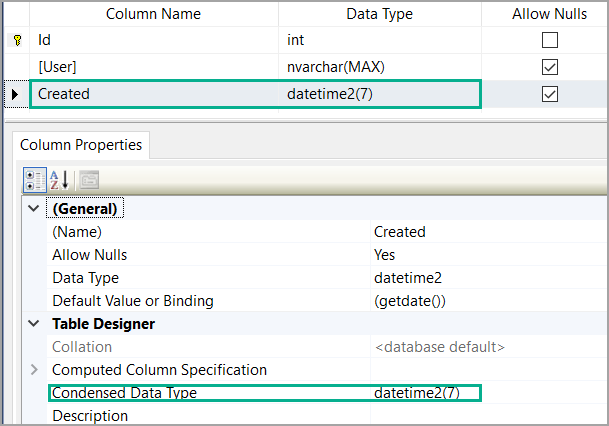 Column Name Data Type Allow Nulls
Id int
[User] nvarchar(MAX)
Created datetime2(7)
Column Properties
A
Z
(General)
(Name) Created
Allow Nulls Yes
Data Type datetime2
Default Value or Binding (getdate())
Table Designer
Collation <database default>
Computed Column Specification
Condensed Data Type datetime2(7)
Description